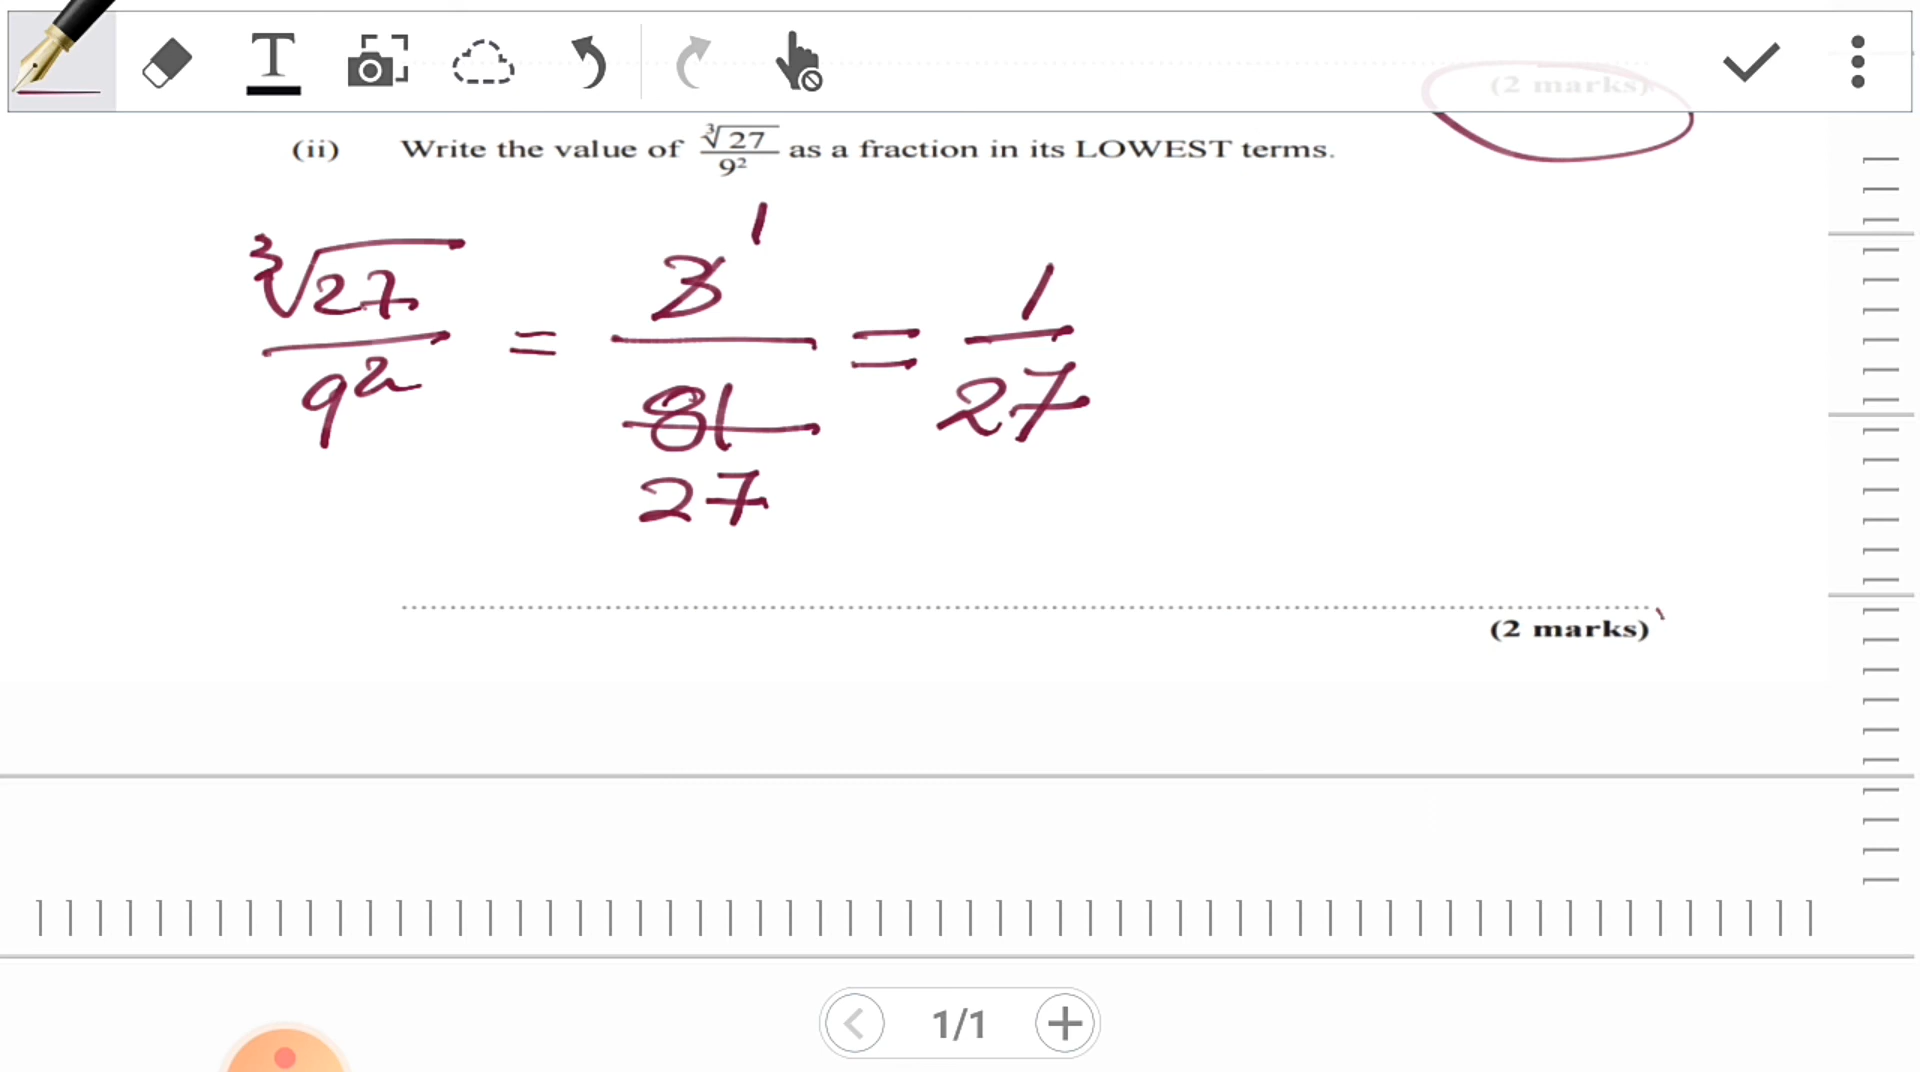 T
(2 marks)
(ii) Write the value of ∛27/9² as a fraction in its LOWEST terms.
∛27/9² = 3/81 = 1/27
1
27
(2 marks)
1/1